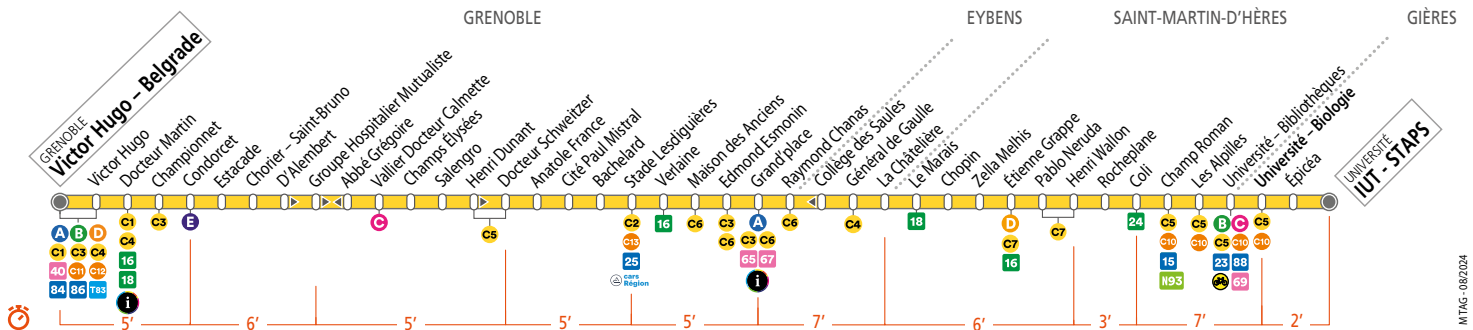 GRENOBLE
EYBENS
SAINT-MARTIN-D'HÈRES
GIÈRES
GRENOBLE
Victor Hugo – Belgrade
Victor Hugo
Docteur Martin
Championnet
Condorcet
Estacade
Chorier – Saint-Bruno
D'Alembert
Groupe Hospitalier Mutualiste
Abbé Grégoire
Vallier Docteur Calmette
Champs Élysées
Salengro
Henri Dunant
Docteur Schweitzer
Anatole France
Cité Paul Mistral
Bachelard
Stade Lesdiguières
Verlaine
Maison des Anciens
Edmond Esmonin
Grand place
Raymond Chanas
Collège des Saules
Général de Gaulle
La Châtelière
Le Marais
Chopin
Zella Melhis
Étienne Grappe
Pablo Neruda
Henri Wallon
Rocheplane
Coli
Champ Roman
Les Alpilles
Université – Bibliothèques
Université – Biologie
Epicéa
UNIVERSITÉ
IUT - STAPS
A B D
C1 C3 C4
40 C11 C12
84 86 T83
C1
C4
16
18
i
C3
E
C
C5
C2
C13
25
cars Région
16
C6
C3
C6
A
C3 C6
65 67
i
C6
C4
18
D
C7
16
C7
24
C5
C10
15
N93
C5
C10
B C
C5 C10
23 88
69
C5
C10
5' 6' 5' 5' 5' 7' 6' 3' 7' 2'
MTAG - 08/2024